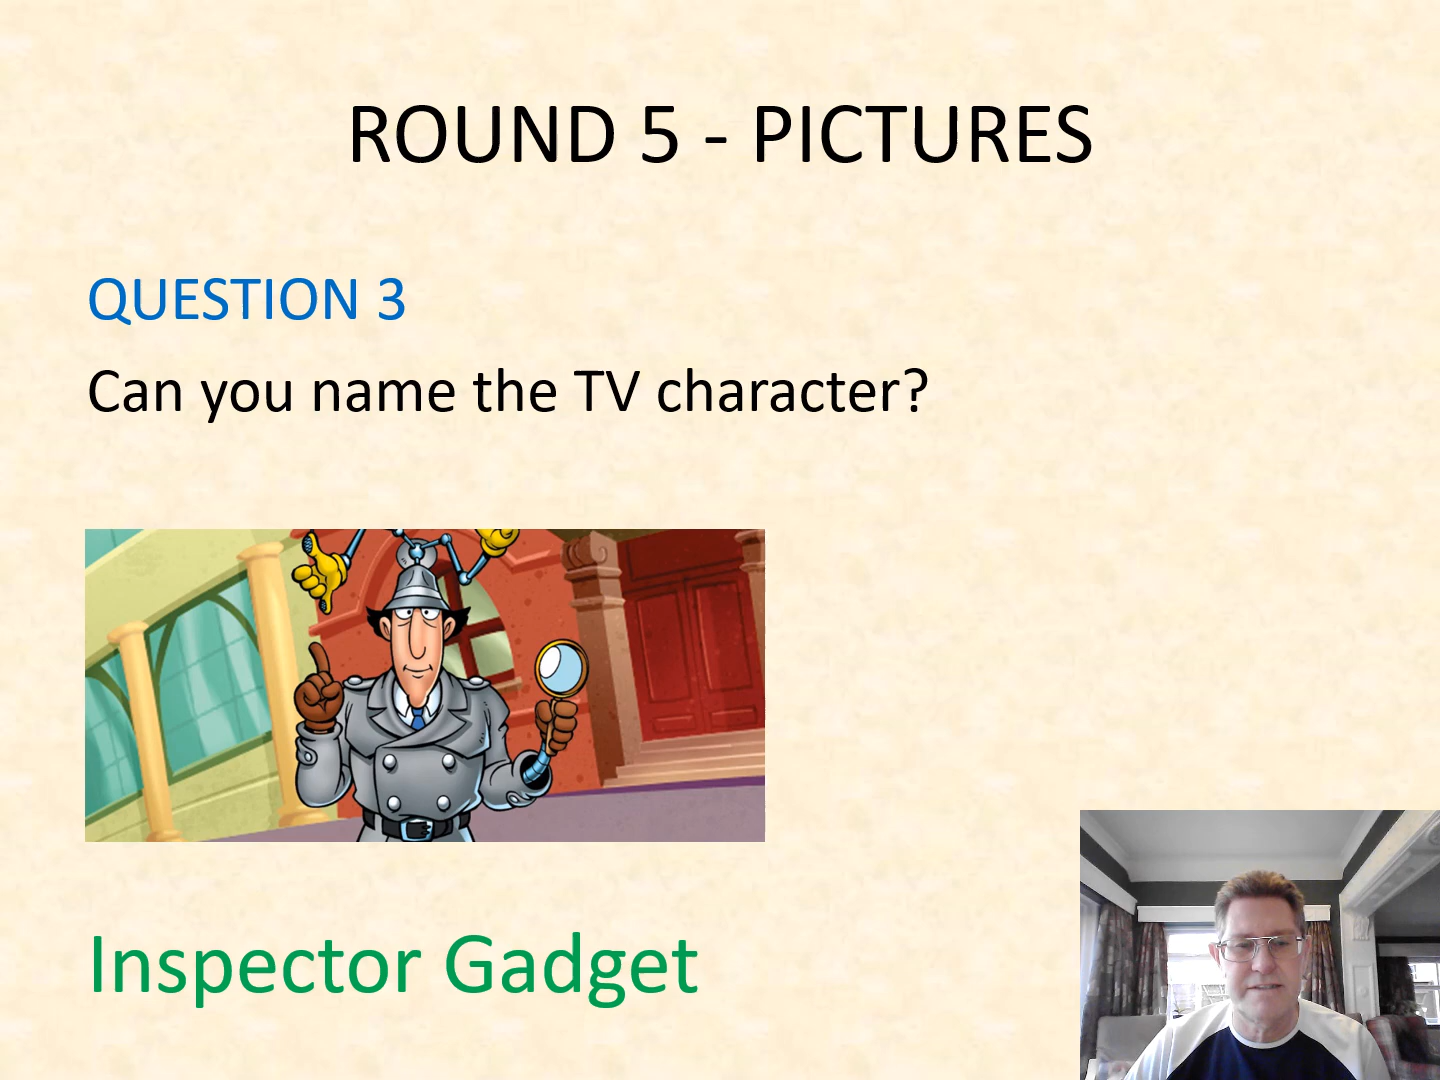 ROUND 5 - PICTURES
QUESTION 3
Can you name the TV character?
Inspector Gadget